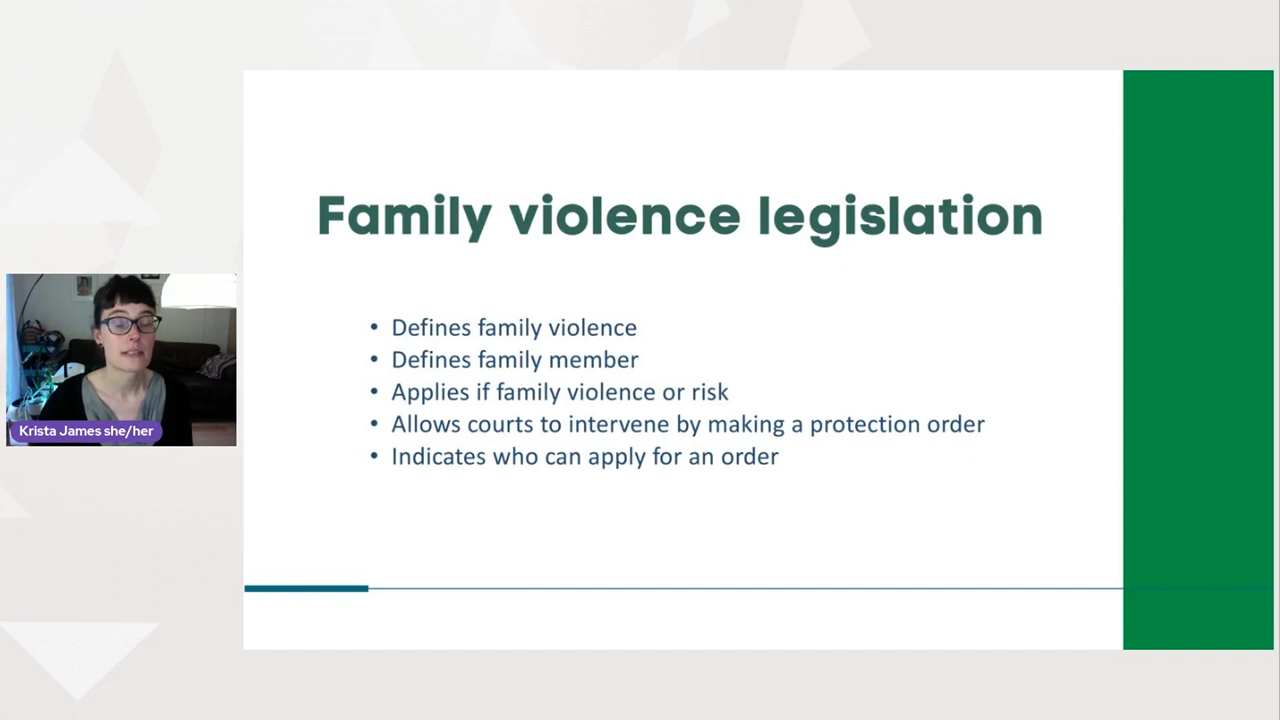 Family violence legislation
• Defines family violence
• Defines family member
• Applies if family violence or risk
• Allows courts to intervene by making a protection order
• Indicates who can apply for an order
Krista James she/her